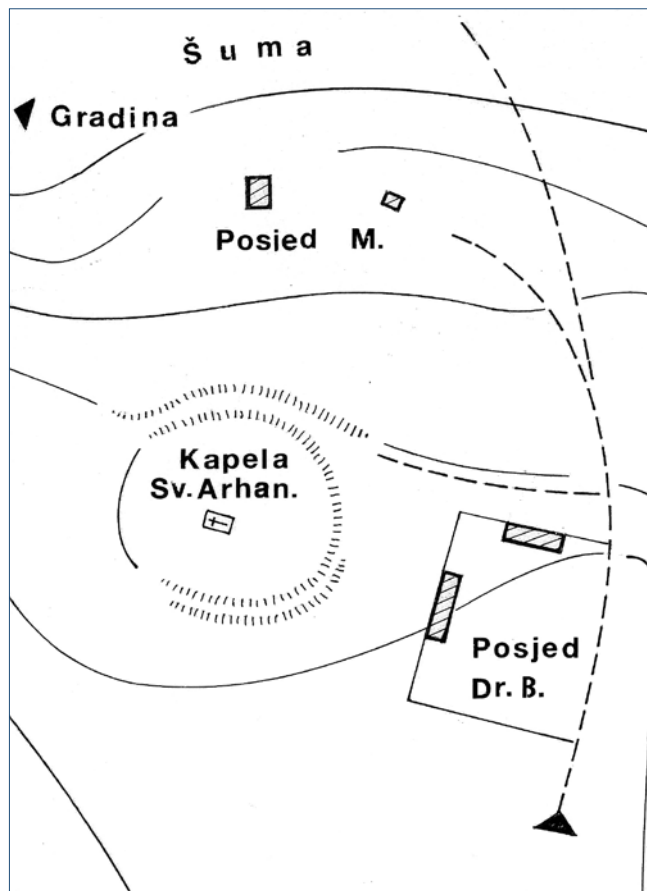 Šuma
Gradina
Posjed M.
Kapela
Sv. Arhan.
Posjed
Dr. B.